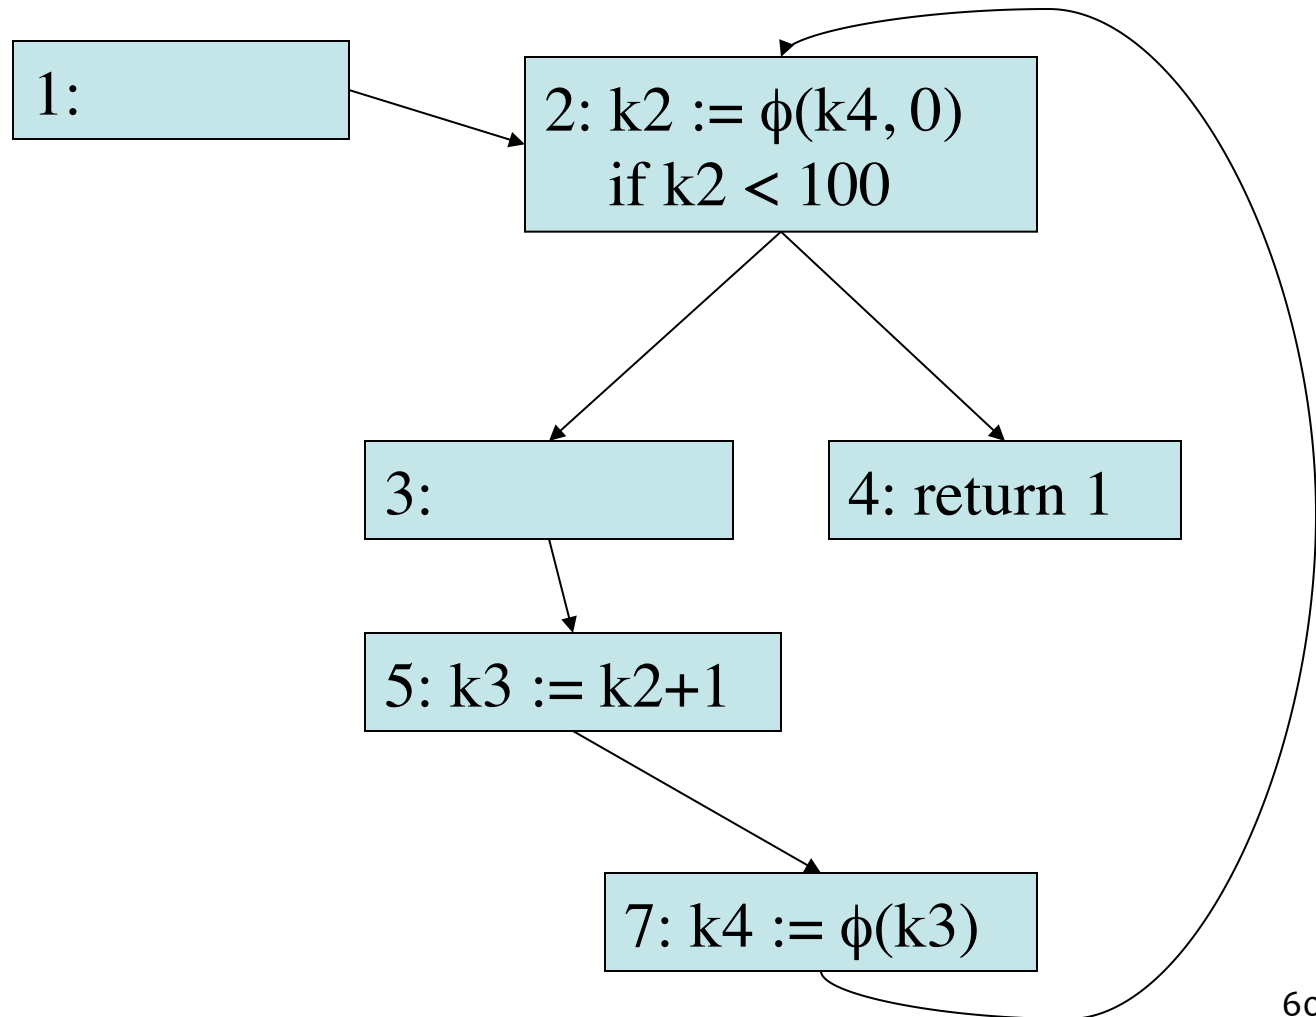 1:
2: k2 := ϕ(k4, 0)
if k2 < 100
3:
4: return 1
5: k3 := k2+1
7: k4 := ϕ(k3)